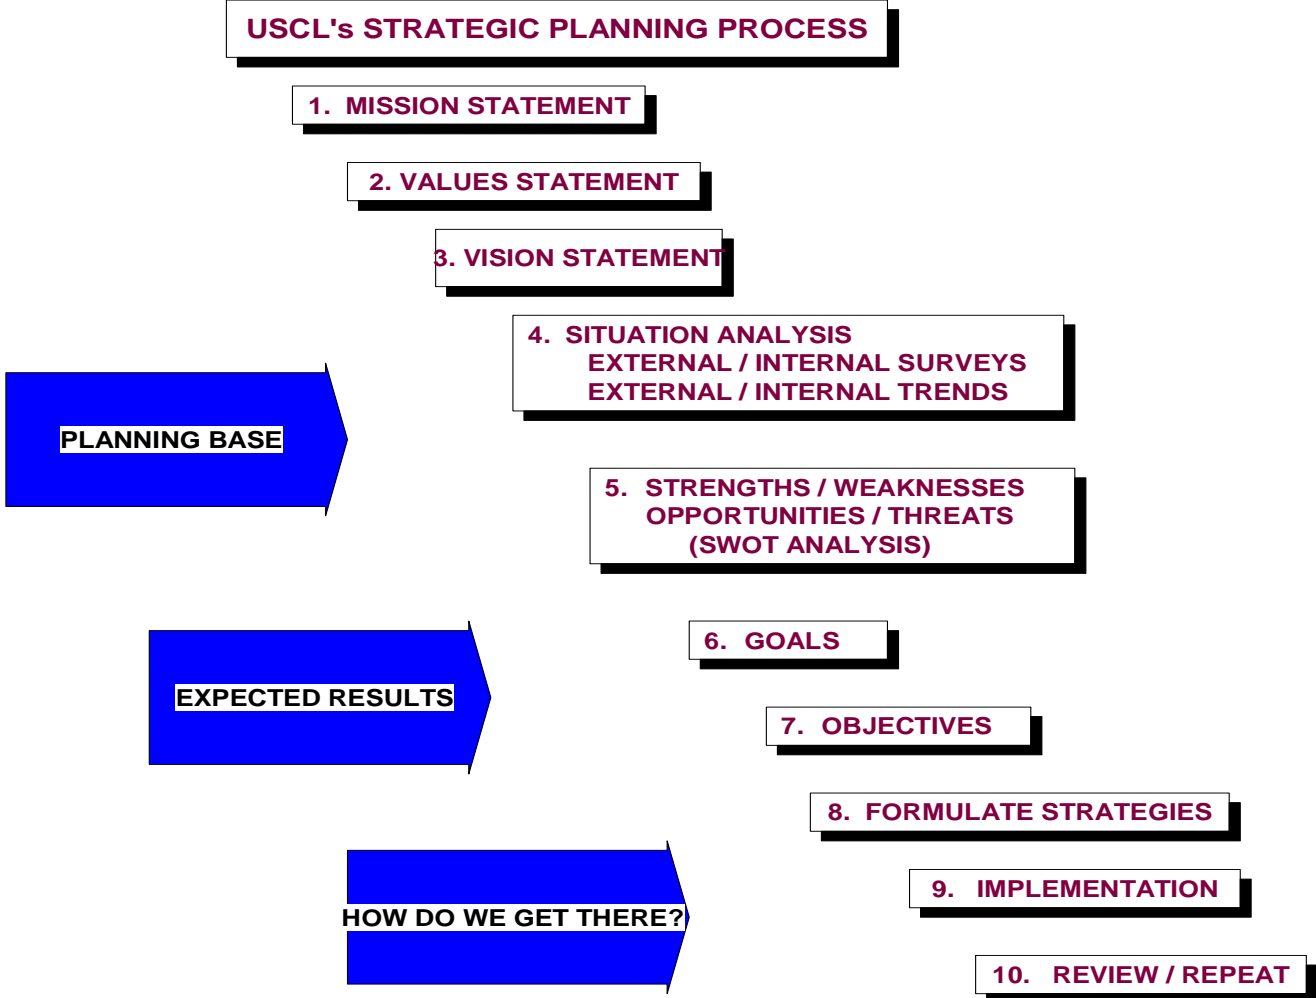 USCL's STRATEGIC PLANNING PROCESS
1. MISSION STATEMENT
2. VALUES STATEMENT
3. VISION STATEMENT
4. SITUATION ANALYSIS
EXTERNAL / INTERNAL SURVEYS
EXTERNAL / INTERNAL TRENDS
PLANNING BASE
5. STRENGTHS / WEAKNESSES
OPPORTUNITIES / THREATS
(SWOT ANALYSIS)
6. GOALS
EXPECTED RESULTS
7. OBJECTIVES
8. FORMULATE STRATEGIES
9. IMPLEMENTATION
HOW DO WE GET THERE?
10. REVIEW / REPEAT